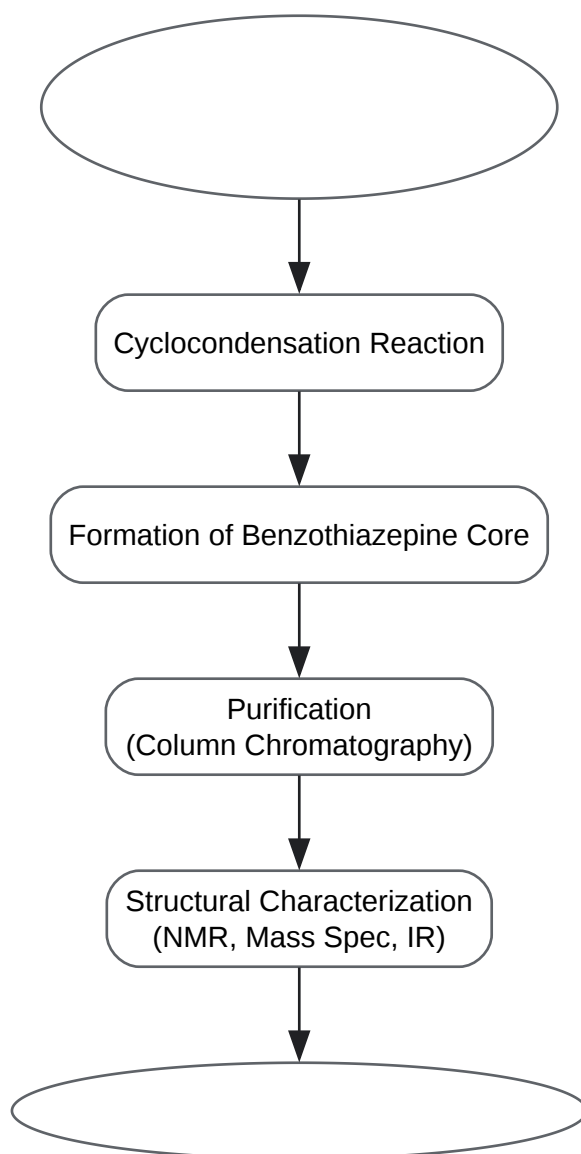 Cyclocondensation Reaction
Formation of Benzothiazepine Core
Purification
(Column Chromatography)
Structural Characterization
(NMR, Mass Spec, IR)